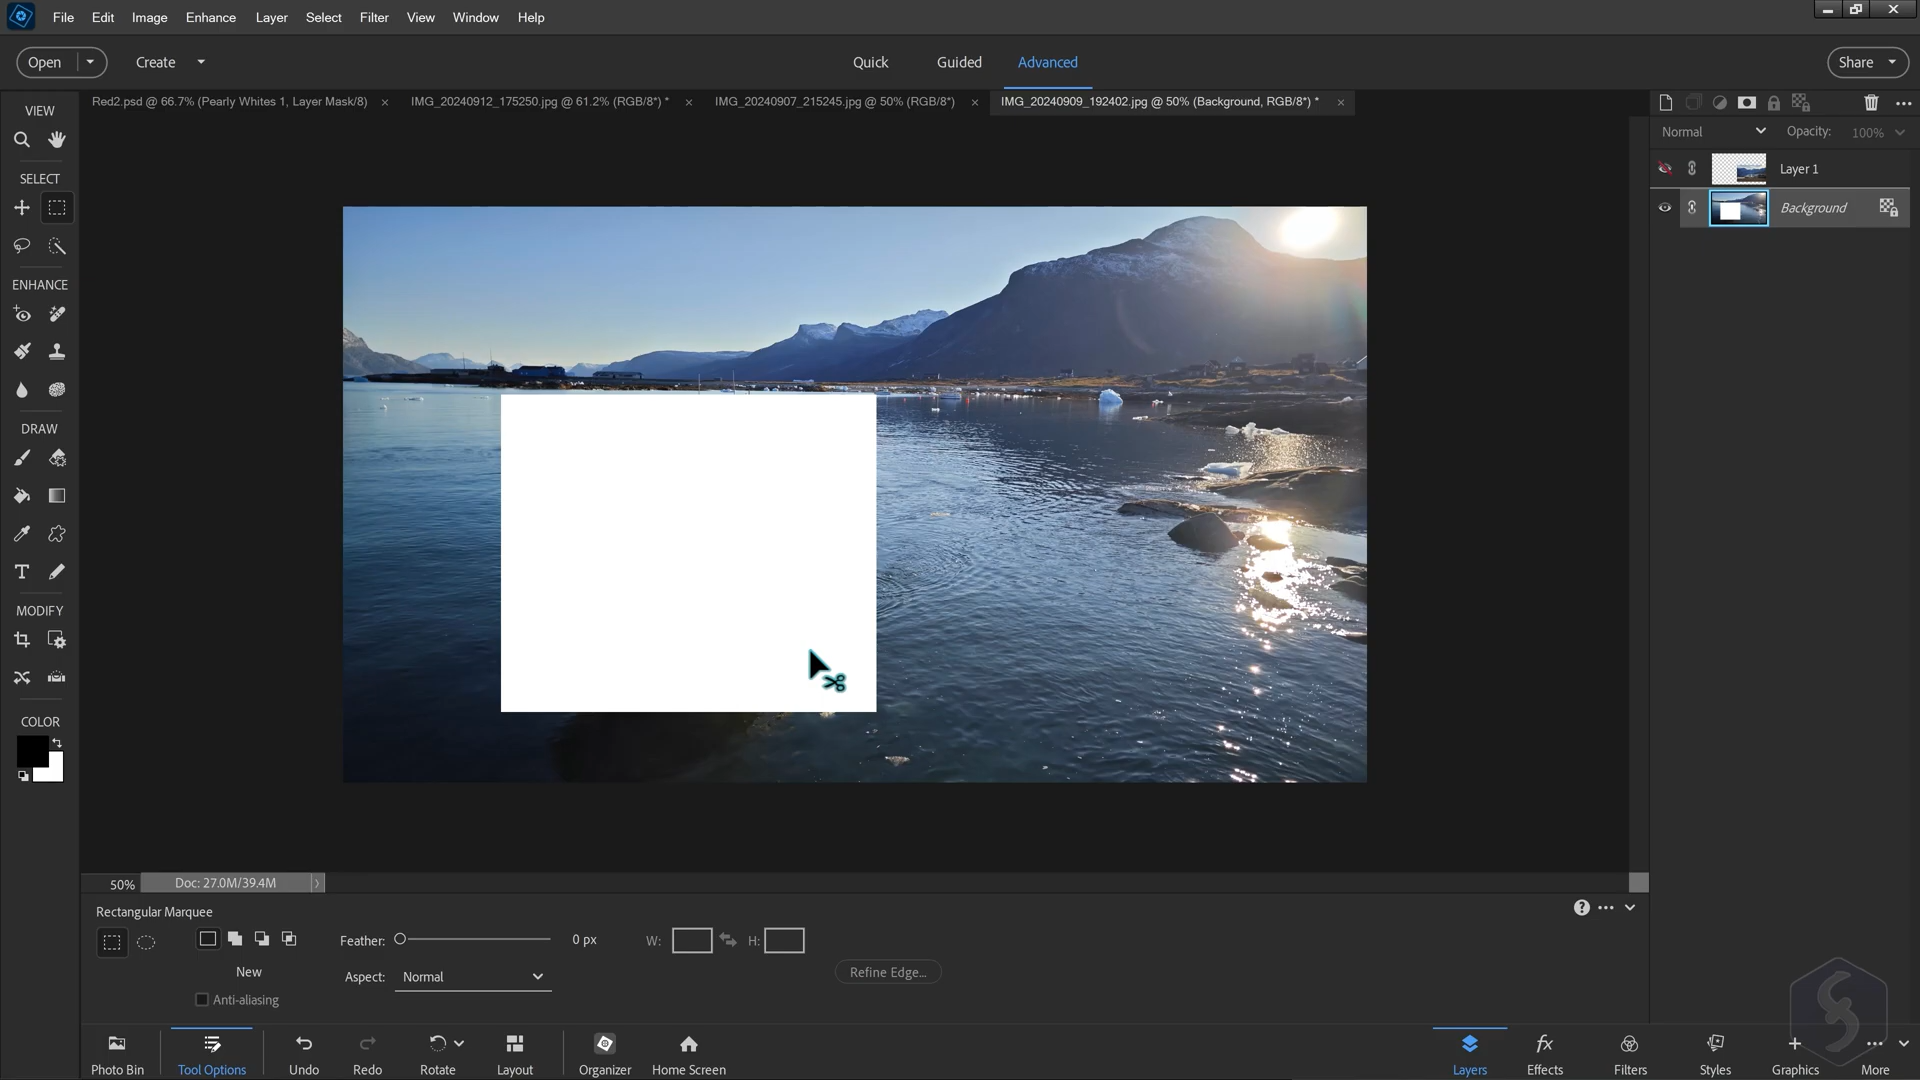 File Edit Image Enhance Layer Select Filter View Window Help
Open Create Quick Guided Advanced Share
VIEW
Red2.psd @ 66.7% (Pearly Whites 1, Layer Mask/8) IMG_20240912_175250.jpg @ 61.2% (RGB/8*) * IMG_20240907_215245.jpg @ 50% (RGB/8*) IMG_20240909_192402.jpg @ 50% (Background, RGB/8*) *
Normal Opacity: 100%
Layer 1
SELECT
Background
ENHANCE
DRAW
MODIFY
COLOR
50% Doc: 27.0M/39.4M
Rectangular Marquee
Feather: 0 px W: H:
New
Aspect: Normal Refine Edge...
Anti-aliasing
Photo Bin Tool Options Undo Redo Rotate Layout Organizer Home Screen Layers Effects Filters Styles Graphics More